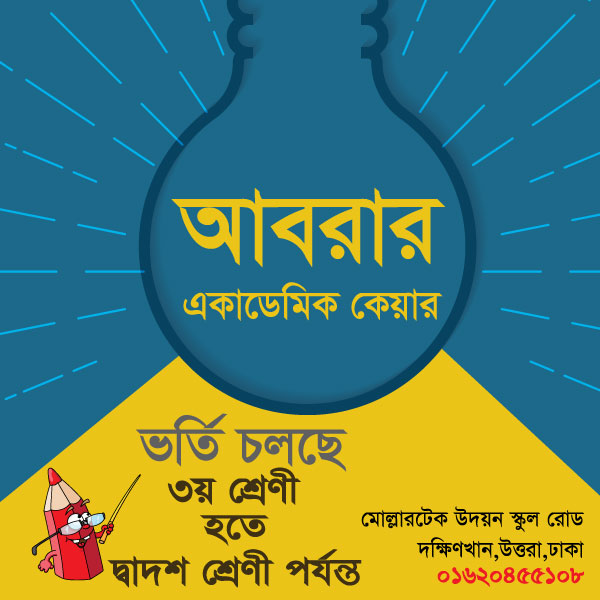 আবরার
একাডেমিক কেয়ার
ভর্তি চলছে
৩য় শ্রেণী
হতে
দ্বাদশ শ্রেণী পর্যন্ত
মোল্লারটেক উদয়ন স্কুল রোড
দক্ষিণখান,উত্তরা,ঢাকা
০১৬২০৪৫৫১০৮